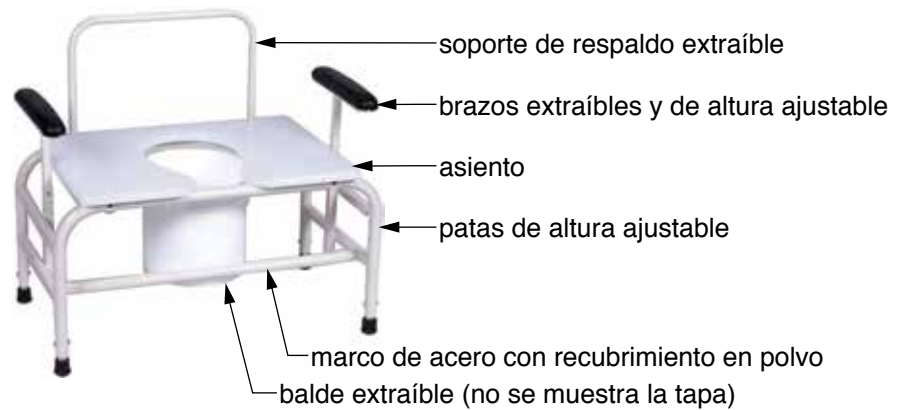 soporte de respaldo extraíble
brazos extraíbles y de altura ajustable
asiento
patas de altura ajustable
marco de acero con recubrimiento en polvo
balde extraíble (no se muestra la tapa)